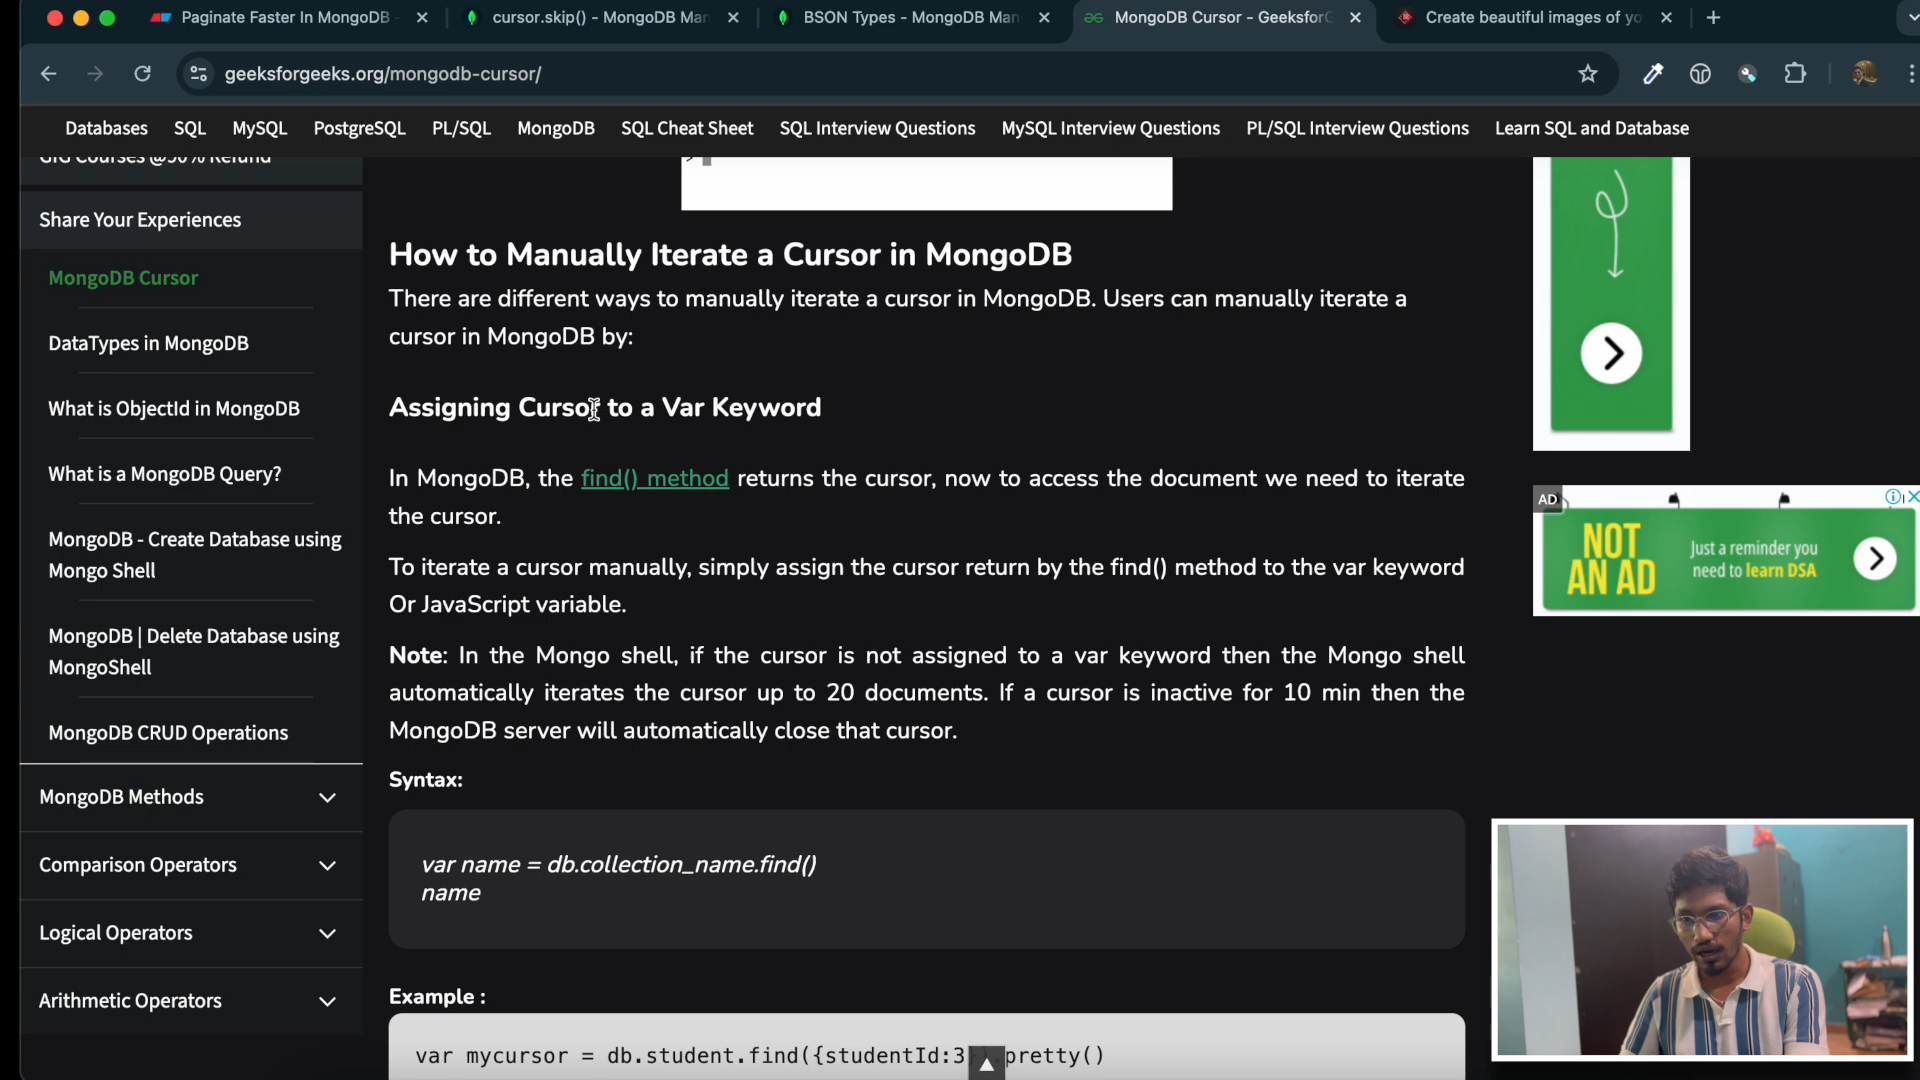 Paginate Faster In MongoDB -
cursor.skip() - MongoDB Man
BSON Types - MongoDB Man
MongoDB Cursor - GeeksforG
Create beautiful images of yo
geeksforgeeks.org/mongodb-cursor/
Databases SQL MySQL PostgreSQL PL/SQL MongoDB SQL Cheat Sheet SQL Interview Questions MySQL Interview Questions PL/SQL Interview Questions Learn SQL and Database
GfG Courses @90% Refund
Share Your Experiences
MongoDB Cursor
DataTypes in MongoDB
What is ObjectId in MongoDB
What is a MongoDB Query?
MongoDB - Create Database using
Mongo Shell
MongoDB | Delete Database using
MongoShell
MongoDB CRUD Operations
MongoDB Methods
Comparison Operators
Logical Operators
Arithmetic Operators
>
How to Manually Iterate a Cursor in MongoDB
There are different ways to manually iterate a cursor in MongoDB. Users can manually iterate a
cursor in MongoDB by:
Assigning Cursor to a Var Keyword
In MongoDB, the find() method returns the cursor, now to access the document we need to iterate
the cursor.
To iterate a cursor manually, simply assign the cursor return by the find() method to the var keyword
Or JavaScript variable.
Note: In the Mongo shell, if the cursor is not assigned to a var keyword then the Mongo shell
automatically iterates the cursor up to 20 documents. If a cursor is inactive for 10 min then the
MongoDB server will automatically close that cursor.
Syntax:
var name = db.collection_name.find()
name
Example :
var mycursor = db.student.find({studentId:3}).pretty()
AD
NOT
AN AD
Just a reminder you
need to learn DSA